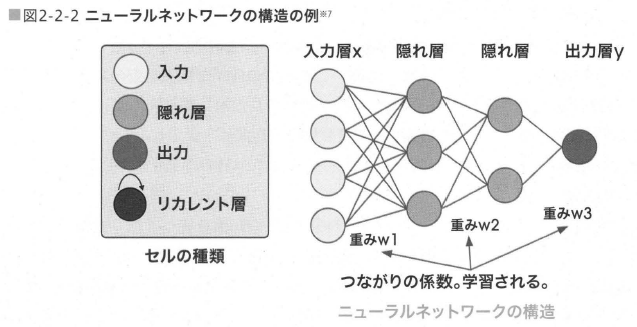 ■図2-2-2 ニューラルネットワークの構造の例※7
入力
隠れ層
出力
リカレント層
セルの種類
入力層x 隠れ層 隠れ層 出力層y
重みw1 重みw2 重みw3
つながりの係数。学習される。
ニューラルネットワークの構造